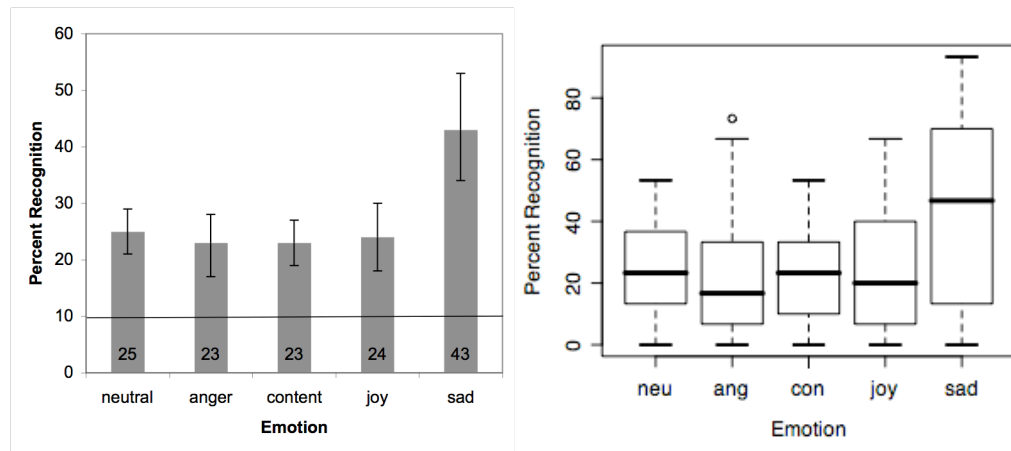 60
50
40
30
20
10
0
Percent Recognition
25 23 23 24 43
neutral anger content joy sad
Emotion
80
60
40
20
0
Percent Recognition
neu ang con joy sad
Emotion